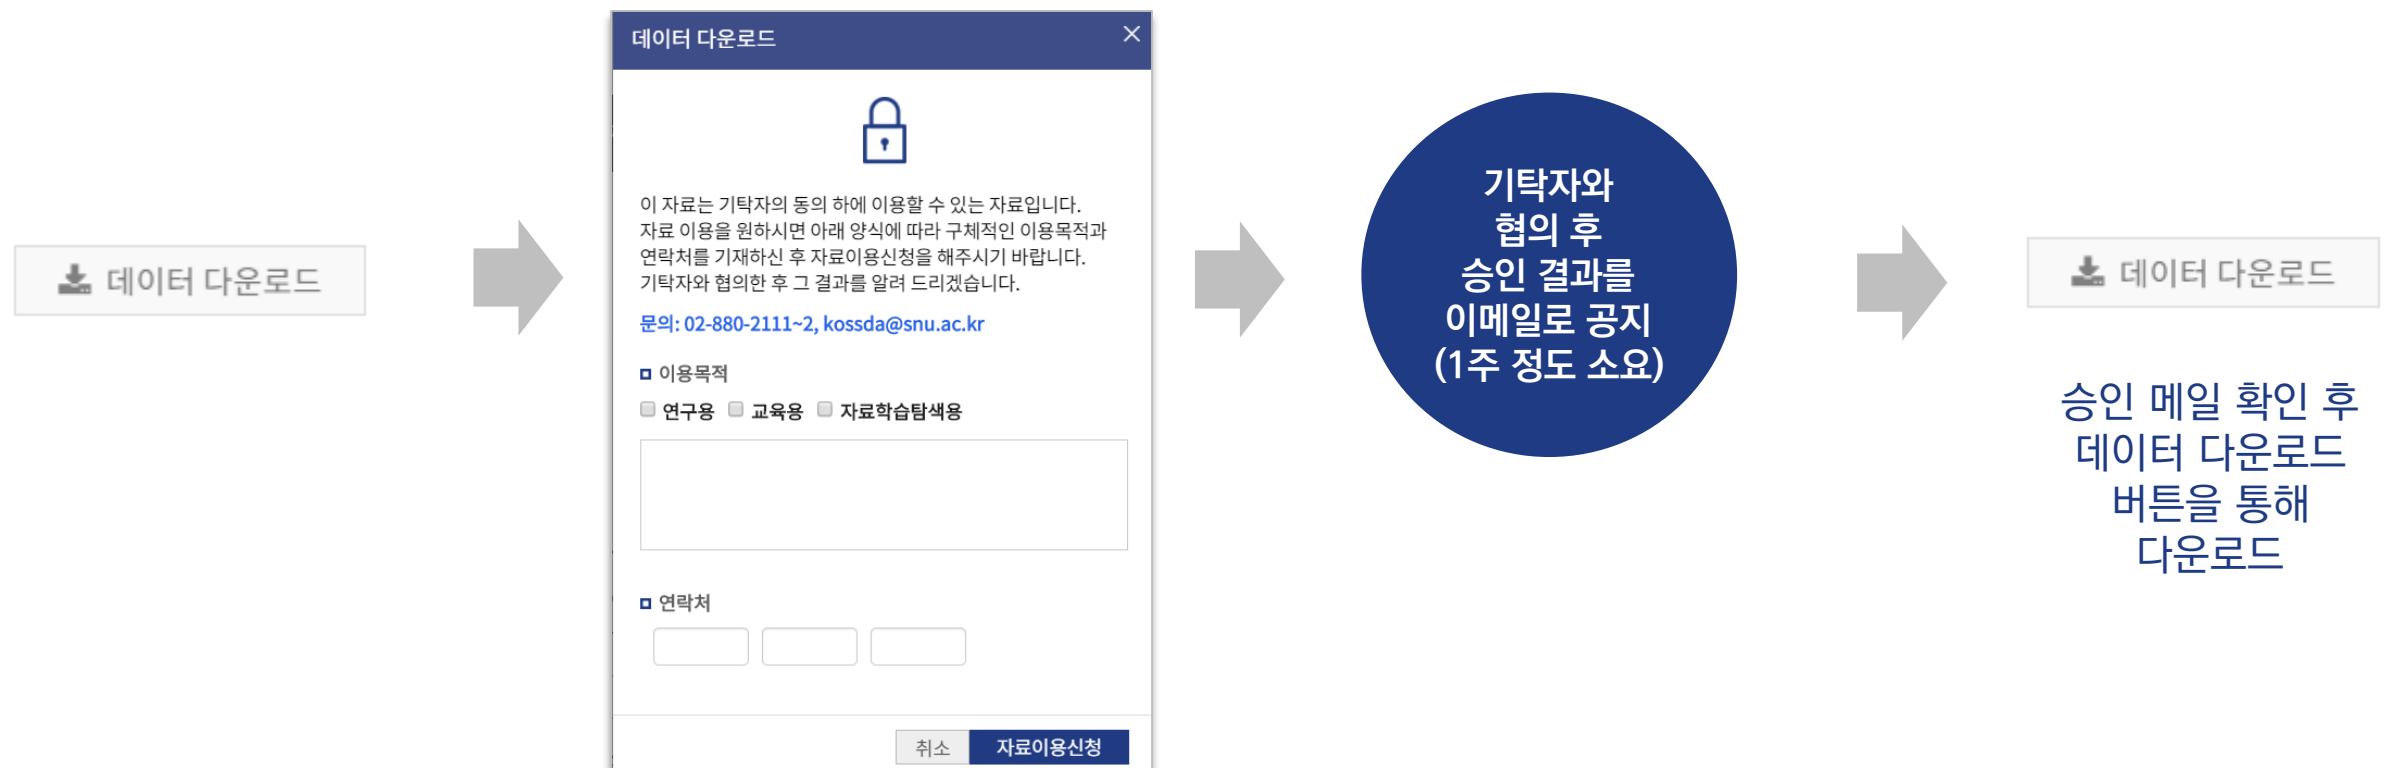 데이터 다운로드
데이터 다운로드
이 자료는 기탁자의 동의 하에 이용할 수 있는 자료입니다.
자료 이용을 원하시면 아래 양식에 따라 구체적인 이용목적과
연락처를 기재하신 후 자료이용신청을 해주시기 바랍니다.
기탁자와 협의한 후 그 결과를 알려 드리겠습니다.
문의: 02-880-2111~2, kossda@snu.ac.kr
이용목적
연구용 교육용 자료학습탐색용
연락처
취소 자료이용신청
기탁자와
협의 후
승인 결과를
이메일로 공지
(1주 정도 소요)
데이터 다운로드
승인 메일 확인 후
데이터 다운로드
버튼을 통해
다운로드